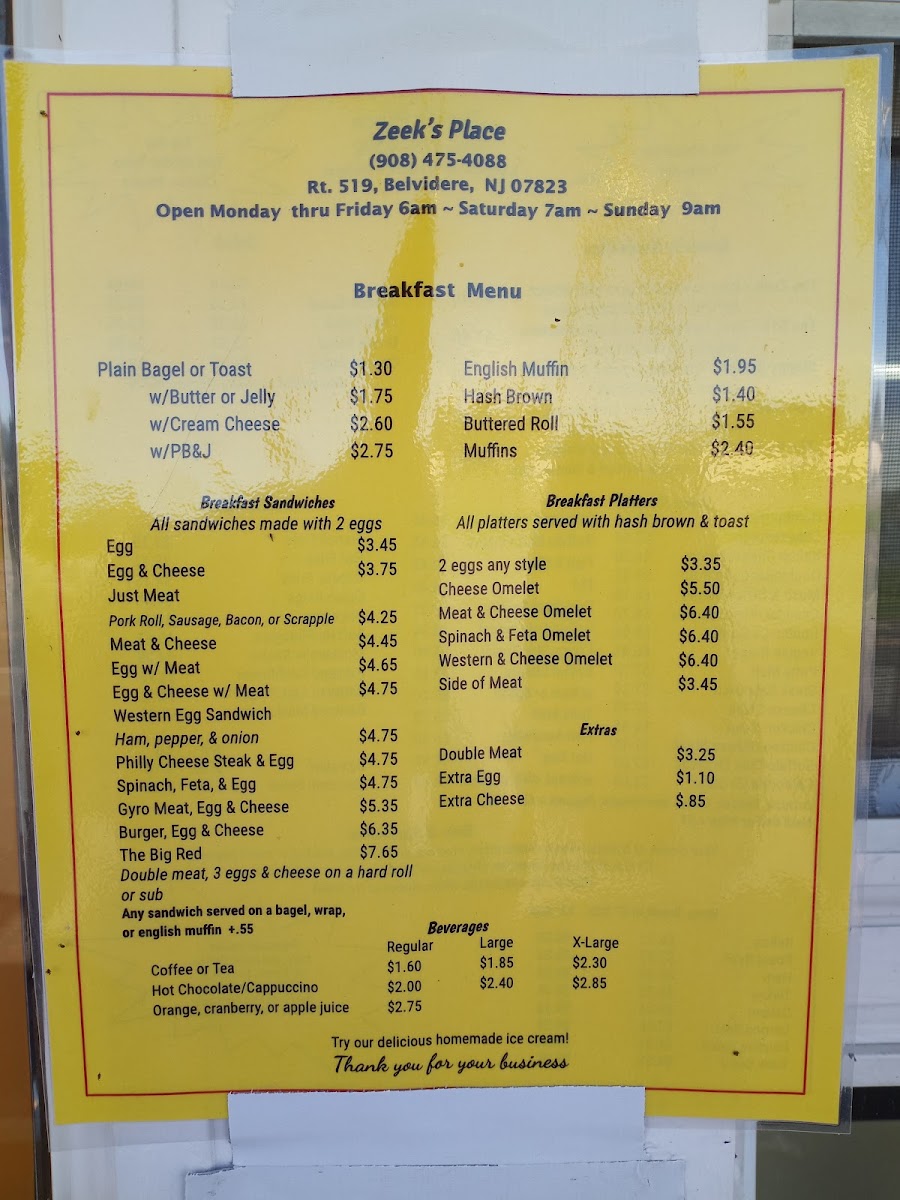 Zeek's Place
(908) 475-4088
Rt. 519, Belvidere, NJ 07823
Open Monday thru Friday 6am ~ Saturday 7am ~ Sunday 9am
Breakfast Menu
Plain Bagel or Toast $1.30
w/Butter or Jelly $1.75
w/Cream Cheese $2.60
w/PB&J $2.75
English Muffin $1.95
Hash Brown $1.40
Buttered Roll $1.55
Muffins $2.40
Breakfast Sandwiches
All sandwiches made with 2 eggs
Egg $3.45
Egg & Cheese $3.75
Just Meat
Pork Roll, Sausage, Bacon, or Scrapple $4.25
Meat & Cheese $4.45
Egg w/ Meat $4.65
Egg & Cheese w/ Meat $4.75
Western Egg Sandwich
Ham, pepper, & onion $4.75
Philly Cheese Steak & Egg $4.75
Spinach, Feta, & Egg $4.75
Gyro Meat, Egg & Cheese $5.35
Burger, Egg & Cheese $6.35
The Big Red $7.65
Double meat, 3 eggs & cheese on a hard roll
or sub
Any sandwich served on a bagel, wrap,
or english muffin +.55
Breakfast Platters
All platters served with hash brown & toast
2 eggs any style $3.35
Cheese Omelet $5.50
Meat & Cheese Omelet $6.40
Spinach & Feta Omelet $6.40
Western & Cheese Omelet $6.40
Side of Meat $3.45
Extras
Double Meat $3.25
Extra Egg $1.10
Extra Cheese $.85
Beverages
Regular Large X-Large
Coffee or Tea $1.60 $1.85 $2.30
Hot Chocolate/Cappuccino $2.00 $2.40 $2.85
Orange, cranberry, or apple juice $2.75
Try our delicious homemade ice cream!
Thank you for your business